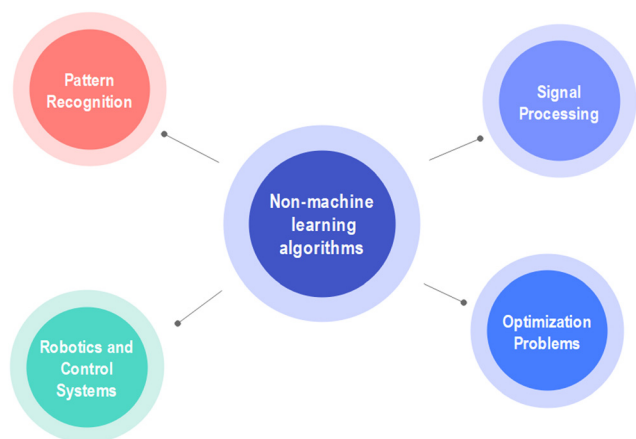 Pattern
Recognition
Signal
Processing
Non-machine
learning
algorithms
Robotics and
Control
Systems
Optimization
Problems